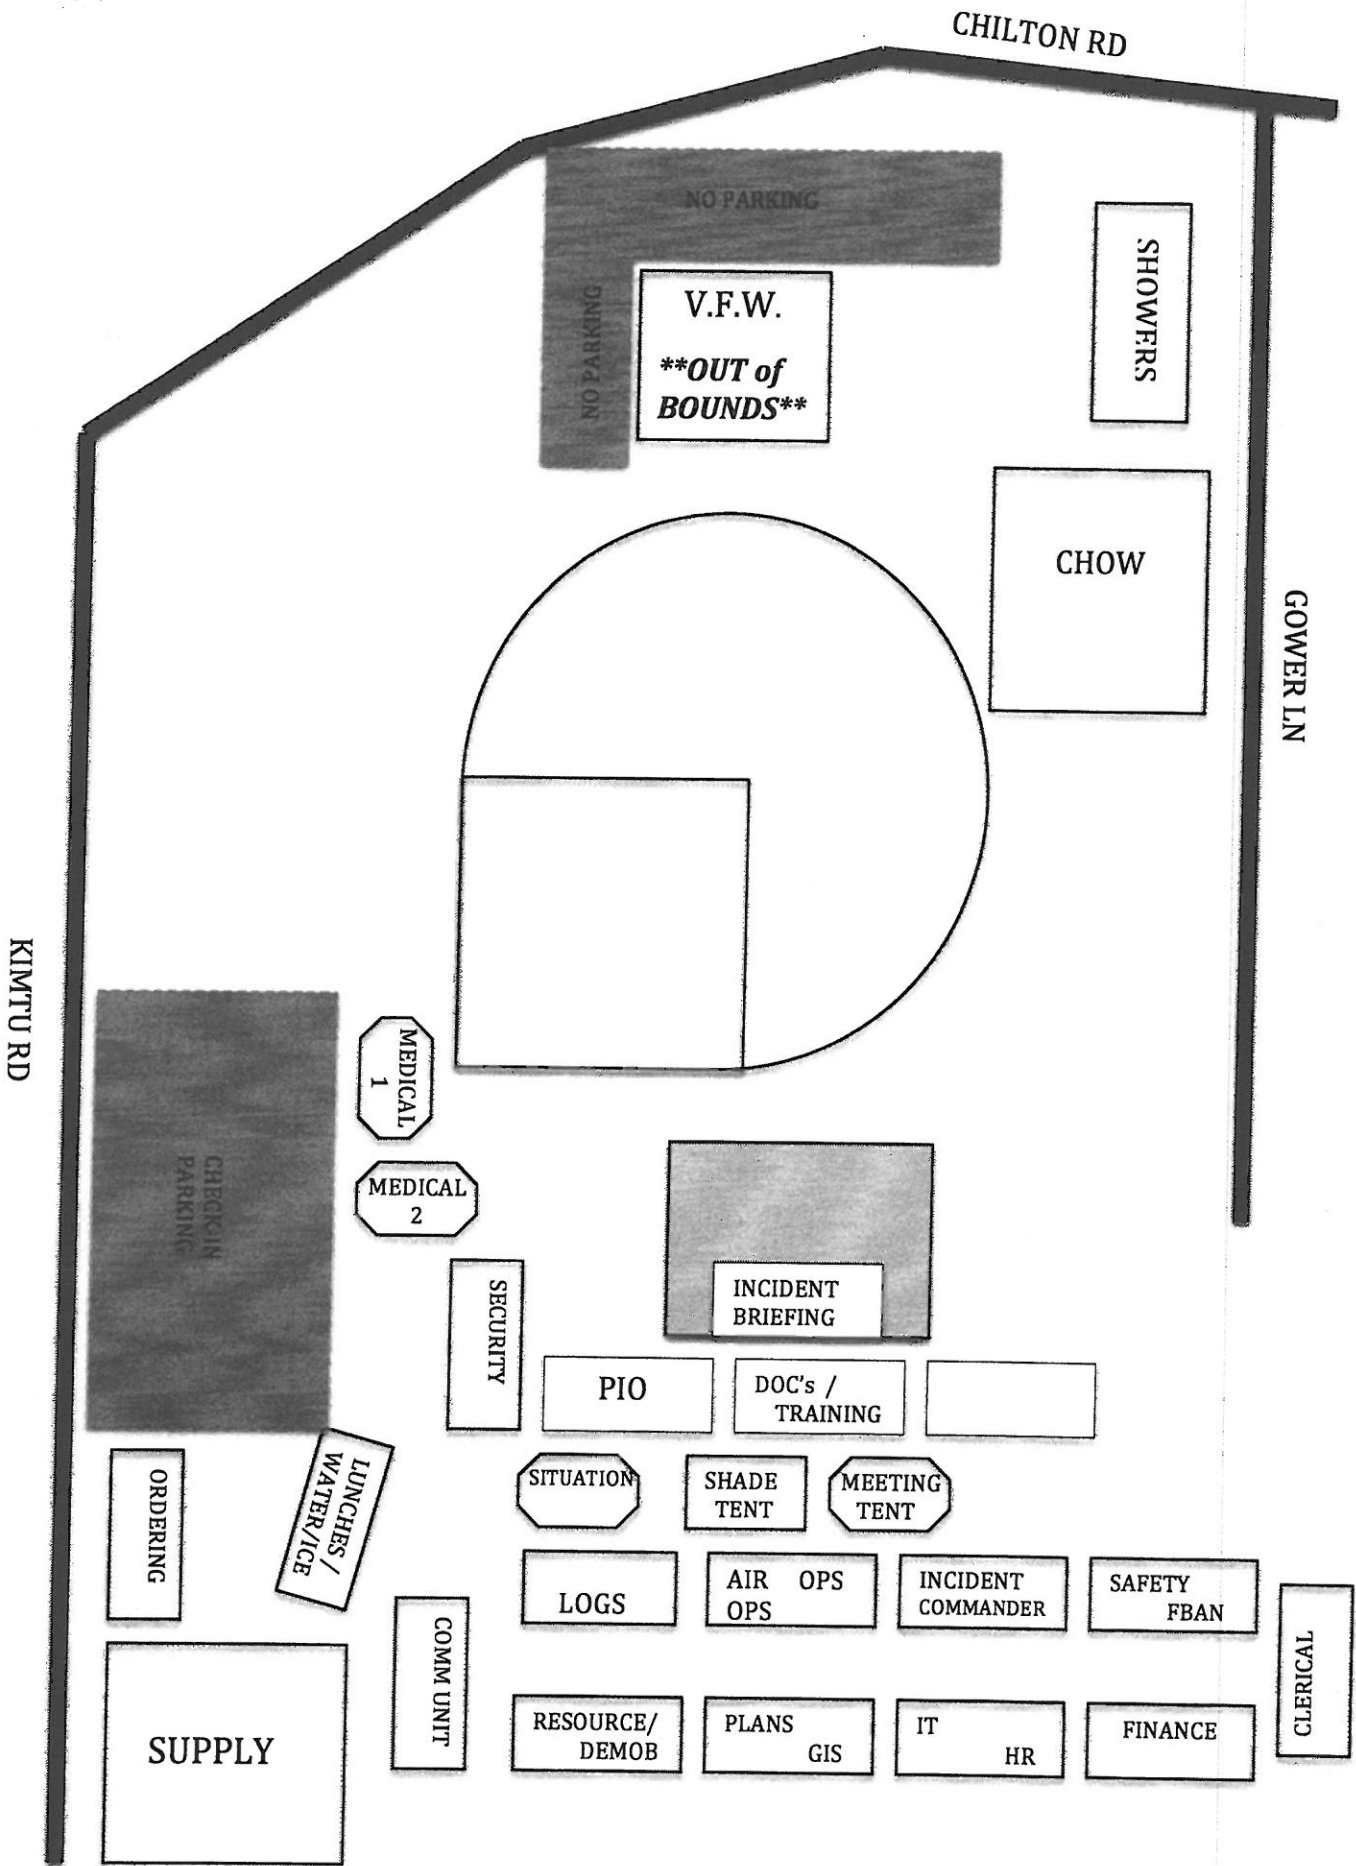 CHILTON RD
NO PARKING
SHOWERS
V.F.W.
**OUT of
BOUNDS**
NO PARKING
CHOW
GOWER LN
KIMTU RD
MEDICAL
1
CHECK-IN
PARKING
MEDICAL
2
SECURITY
INCIDENT
BRIEFING
PIO
DOC's /
TRAINING
LUNCHES /
WATER/ICE
ORDERING
SITUATION
SHADE
TENT
MEETING
TENT
LOGS
AIR OPS
OPS
INCIDENT
COMMANDER
SAFETY
FBAN
CLERICAL
COMM UNIT
SUPPLY
RESOURCE/
DEMOB
PLANS
GIS
IT
HR
FINANCE